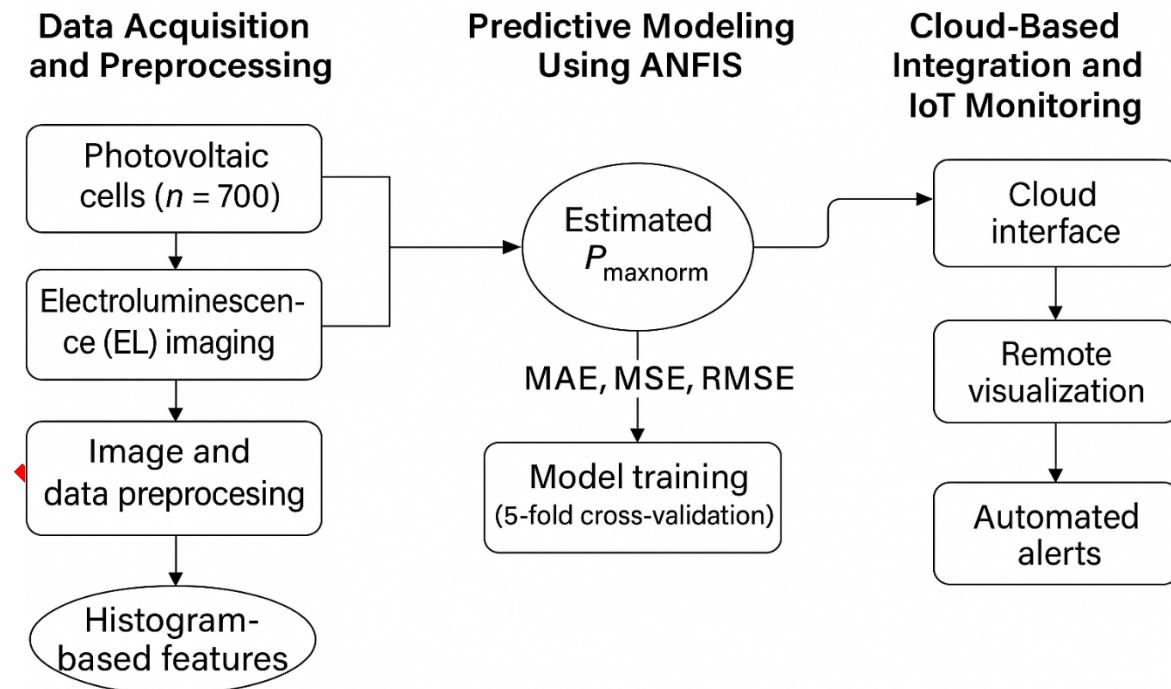 Data Acquisition
and Preprocessing
Photovoltaic
cells (n = 700)
Electroluminescen-
ce (EL) imaging
Image and
data preprocesing
Histogram-
based features
Predictive Modeling
Using ANFIS
Estimated
Pmaxnorm
MAE, MSE, RMSE
Model training
(5-fold cross-validation)
Cloud-Based
Integration and
IoT Monitoring
Cloud
interface
Remote
visualization
Automated
alerts